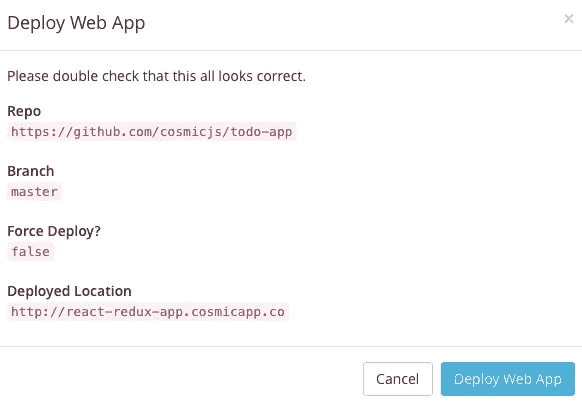 Deploy Web App
×
Please double check that this all looks correct.
Repo
https://github.com/cosmicjs/todo-app
Branch
master
Force Deploy?
false
Deployed Location
http://react-redux-app.cosmicapp.co
Cancel
Deploy Web App